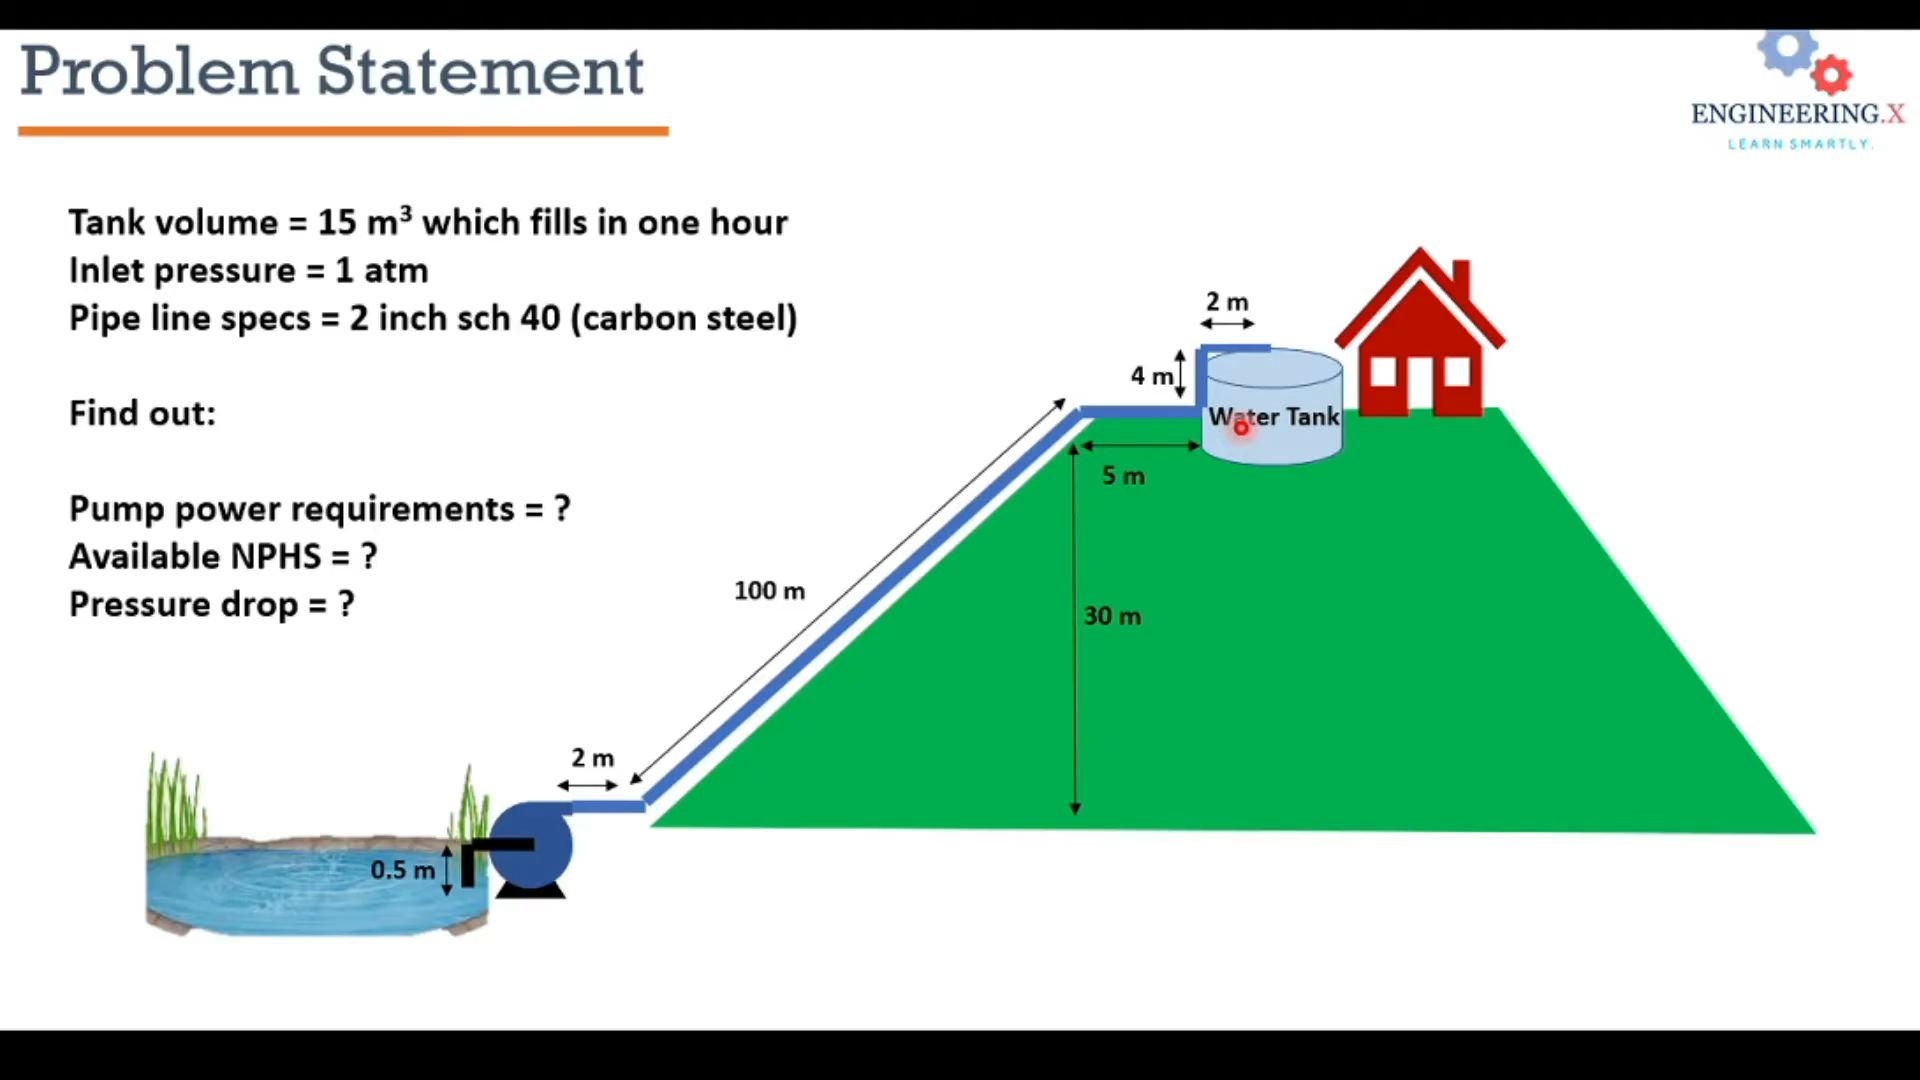 Problem Statement
ENGINEERING.X
LEARN SMARTLY.
Tank volume = 15 m³ which fills in one hour
Inlet pressure = 1 atm
Pipe line specs = 2 inch sch 40 (carbon steel)
Find out:
Pump power requirements = ?
Available NPHS = ?
Pressure drop = ?
2 m
4 m
Water Tank
5 m
100 m
30 m
2 m
0.5 m